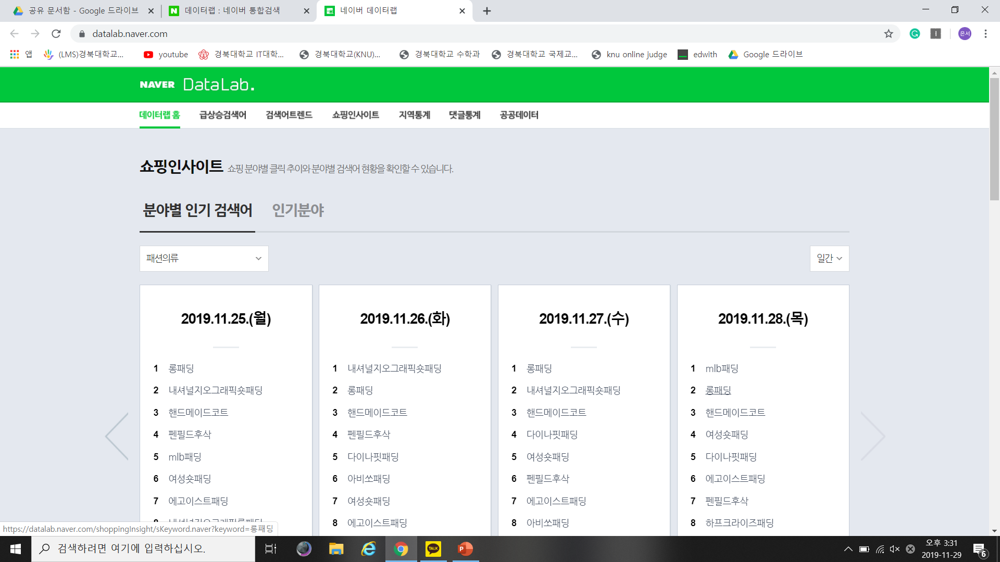 공유 문서함 - Google 드라이브
데이터랩 : 네이버 통합검색
네이버 데이터랩
datalab.naver.com
은서
앱
(LMS)경북대학교...
youtube
경북대학교 IT대학...
경북대학교(KNU)...
경북대학교 수학과
경북대학교 국제교...
knu online judge
edwith
Google 드라이브
NAVER DataLab.
데이터랩 홈
급상승검색어
검색어트렌드
쇼핑인사이트
지역통계
댓글통계
공공데이터
쇼핑인사이트 쇼핑 분야별 클릭 추이와 분야별 검색어 현황을 확인할 수 있습니다.
분야별 인기 검색어
인기분야
패션의류
일간
2019.11.25.(월)
1 롱패딩
2 내셔널지오그래픽숏패딩
3 핸드메이드코트
4 펜필드후삭
5 mlb패딩
6 여성숏패딩
7 에고이스트패딩
8 내셔널지오그래픽롱패딩
2019.11.26.(화)
1 내셔널지오그래픽숏패딩
2 롱패딩
3 핸드메이드코트
4 펜필드후삭
5 다이나핏패딩
6 아비쏘패딩
7 여성숏패딩
8 에고이스트패딩
2019.11.27.(수)
1 롱패딩
2 내셔널지오그래픽숏패딩
3 핸드메이드코트
4 다이나핏패딩
5 여성숏패딩
6 펜필드후삭
7 에고이스트패딩
8 아비쏘패딩
2019.11.28.(목)
1 mlb패딩
2 롱패딩
3 핸드메이드코트
4 여성숏패딩
5 다이나핏패딩
6 에고이스트패딩
7 펜필드후삭
8 하프크라이즈패딩
https://datalab.naver.com/shoppingInsight/sKeyword.naver?keyword=롱패딩
검색하려면 여기에 입력하십시오.
TALK
오후 3:31
2019-11-29
6